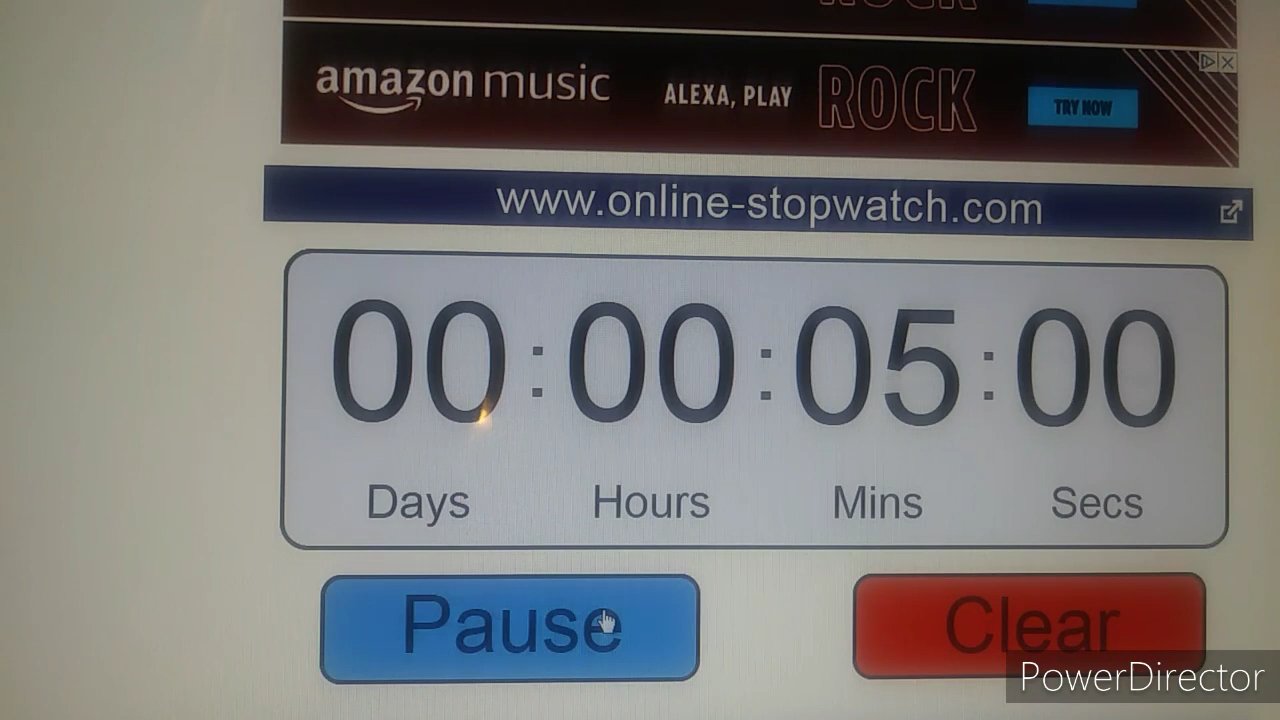 ROCK
amazon music ALEXA, PLAY ROCK TRY NOW
www.online-stopwatch.com
00:00:05:00
Days Hours Mins Secs
Pause Clear
PowerDirector